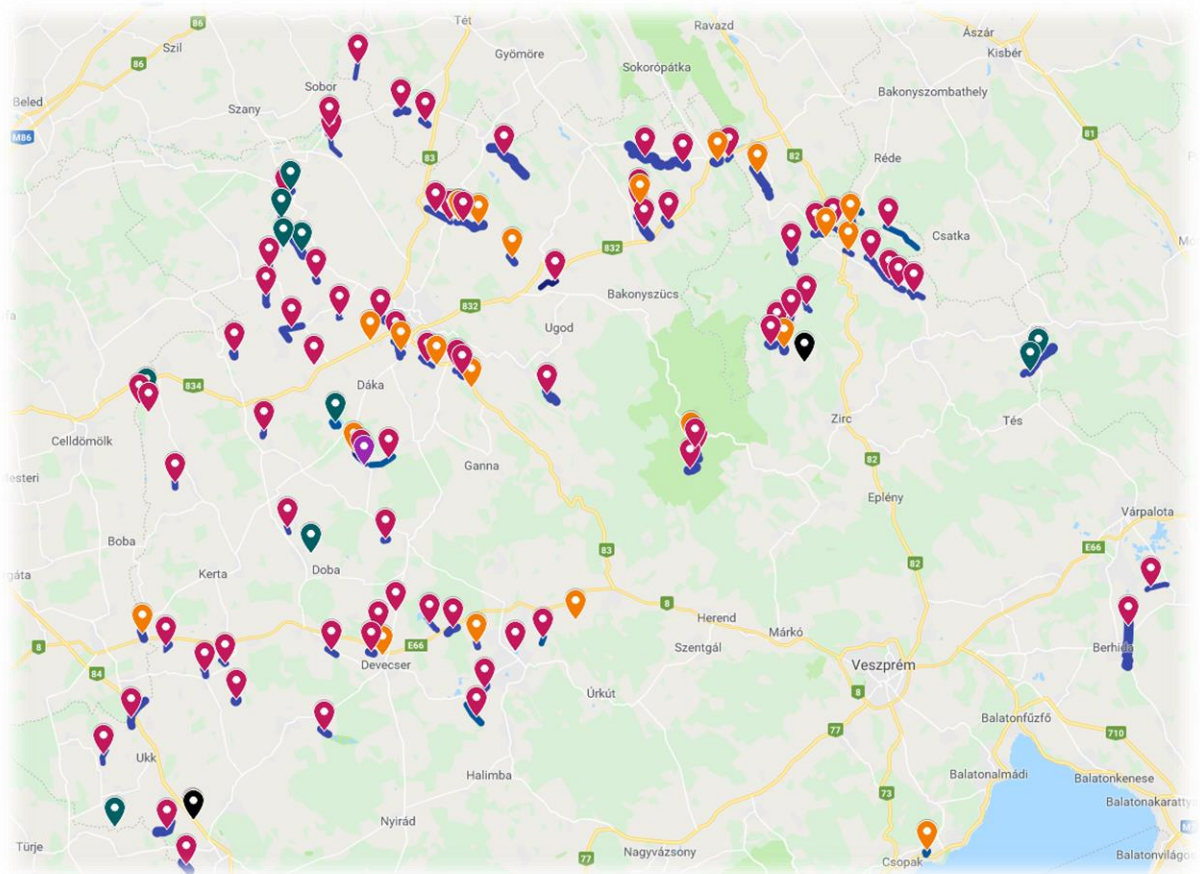 Tét
Ravazd
86
Szil
Ászár
Kisbér
Gyömöre
86
Sokorópátka
Sobor
Bakonyszombathely
Beled
Szany
M86
81
83
82
Réde
Csatka
832
Bakonyszücs
832
Ugod
834
Dáka
Zirc
Tés
Celldömölk
82
Ganna
Eplény
Várpalota
Boba
83
E66
82
Doba
Kerta
8
Herend
Márkó
8
E66
Szentgál
Berhida
Devecser
Veszprém
84
8
Úrkút
Balatonfűzfő
77
710
Ukk
Halimba
Balatonalmádi
Balatonkenese
73
Nyirád
Türje
Nagyvázsony
77
Csopak